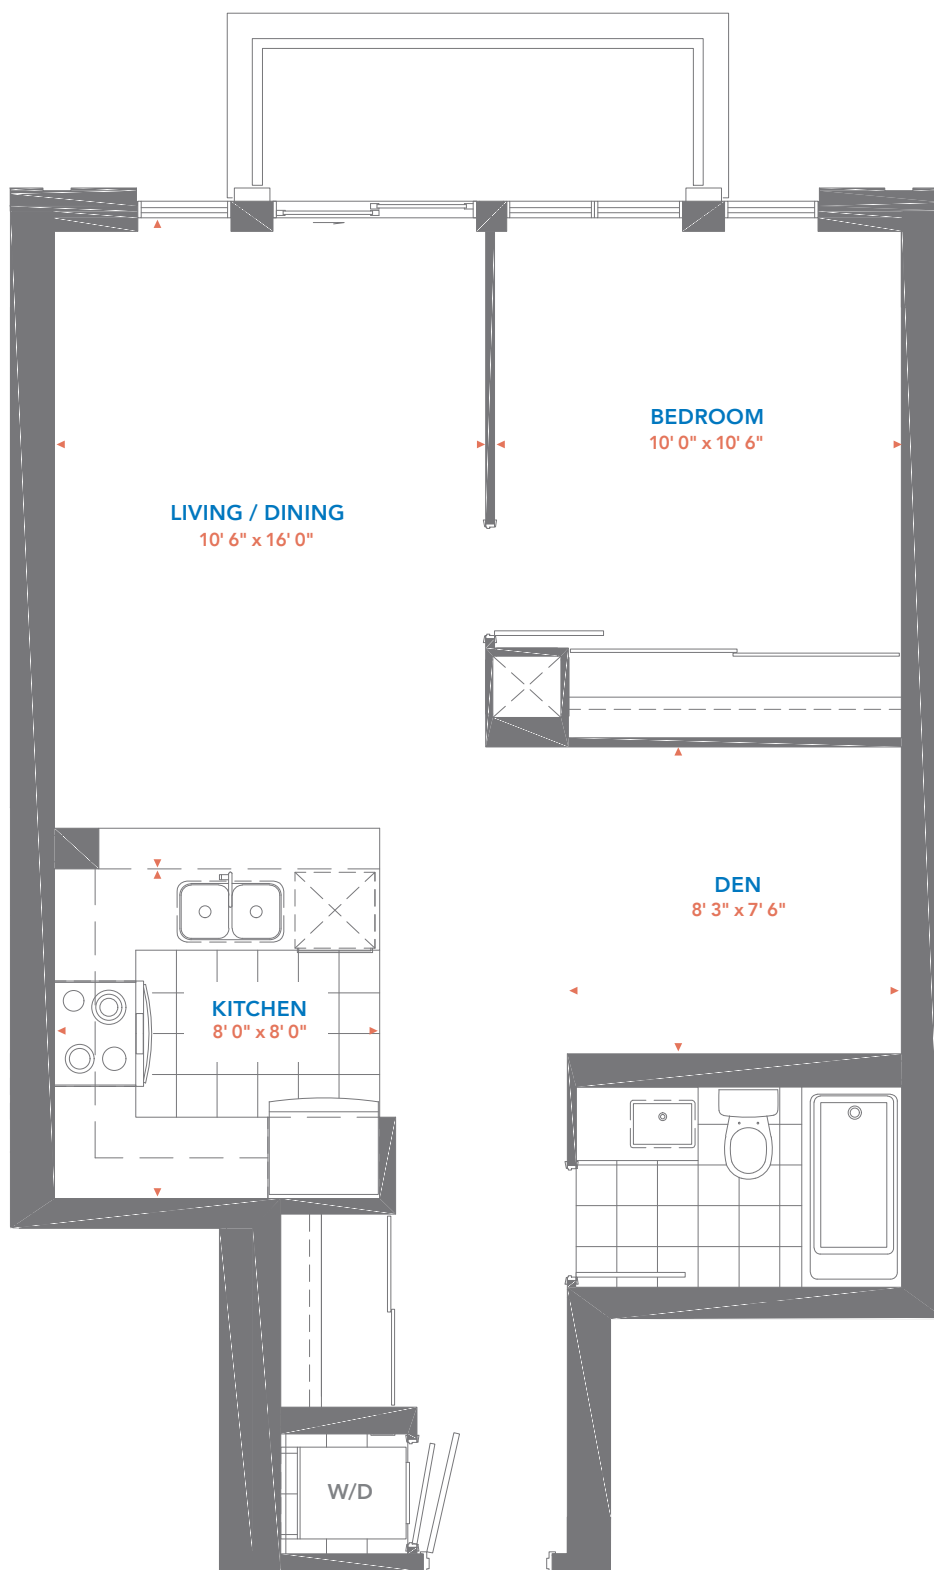 BEDROOM
10' 0" x 10' 6"
LIVING / DINING
10' 6" x 16' 0"
DEN
8' 3" x 7' 6"
KITCHEN
8' 0" x 8' 0"
W/D